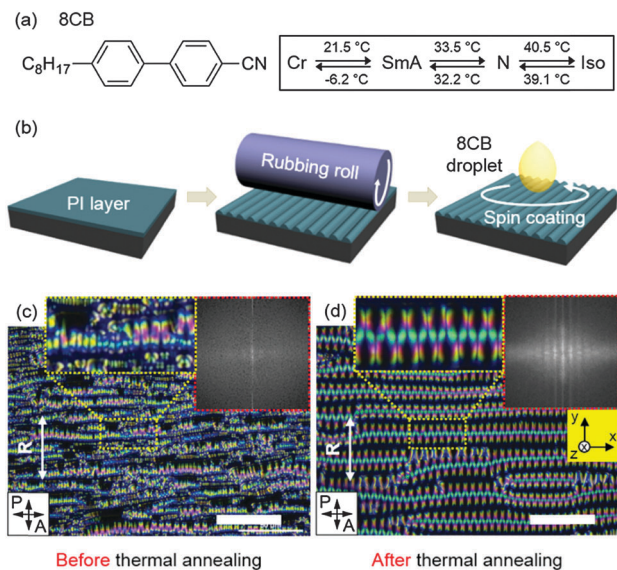 (a) 8CB
C₈H₁₇ CN
21.5 °C 33.5 °C 40.5 °C
Cr SmA N Iso
-6.2 °C 32.2 °C 39.1 °C
(b)
PI layer
Rubbing roll
8CB
droplet
Spin coating
(c)
R
P
A
(d)
R
P
A
y
x
z
Before thermal annealing
After thermal annealing